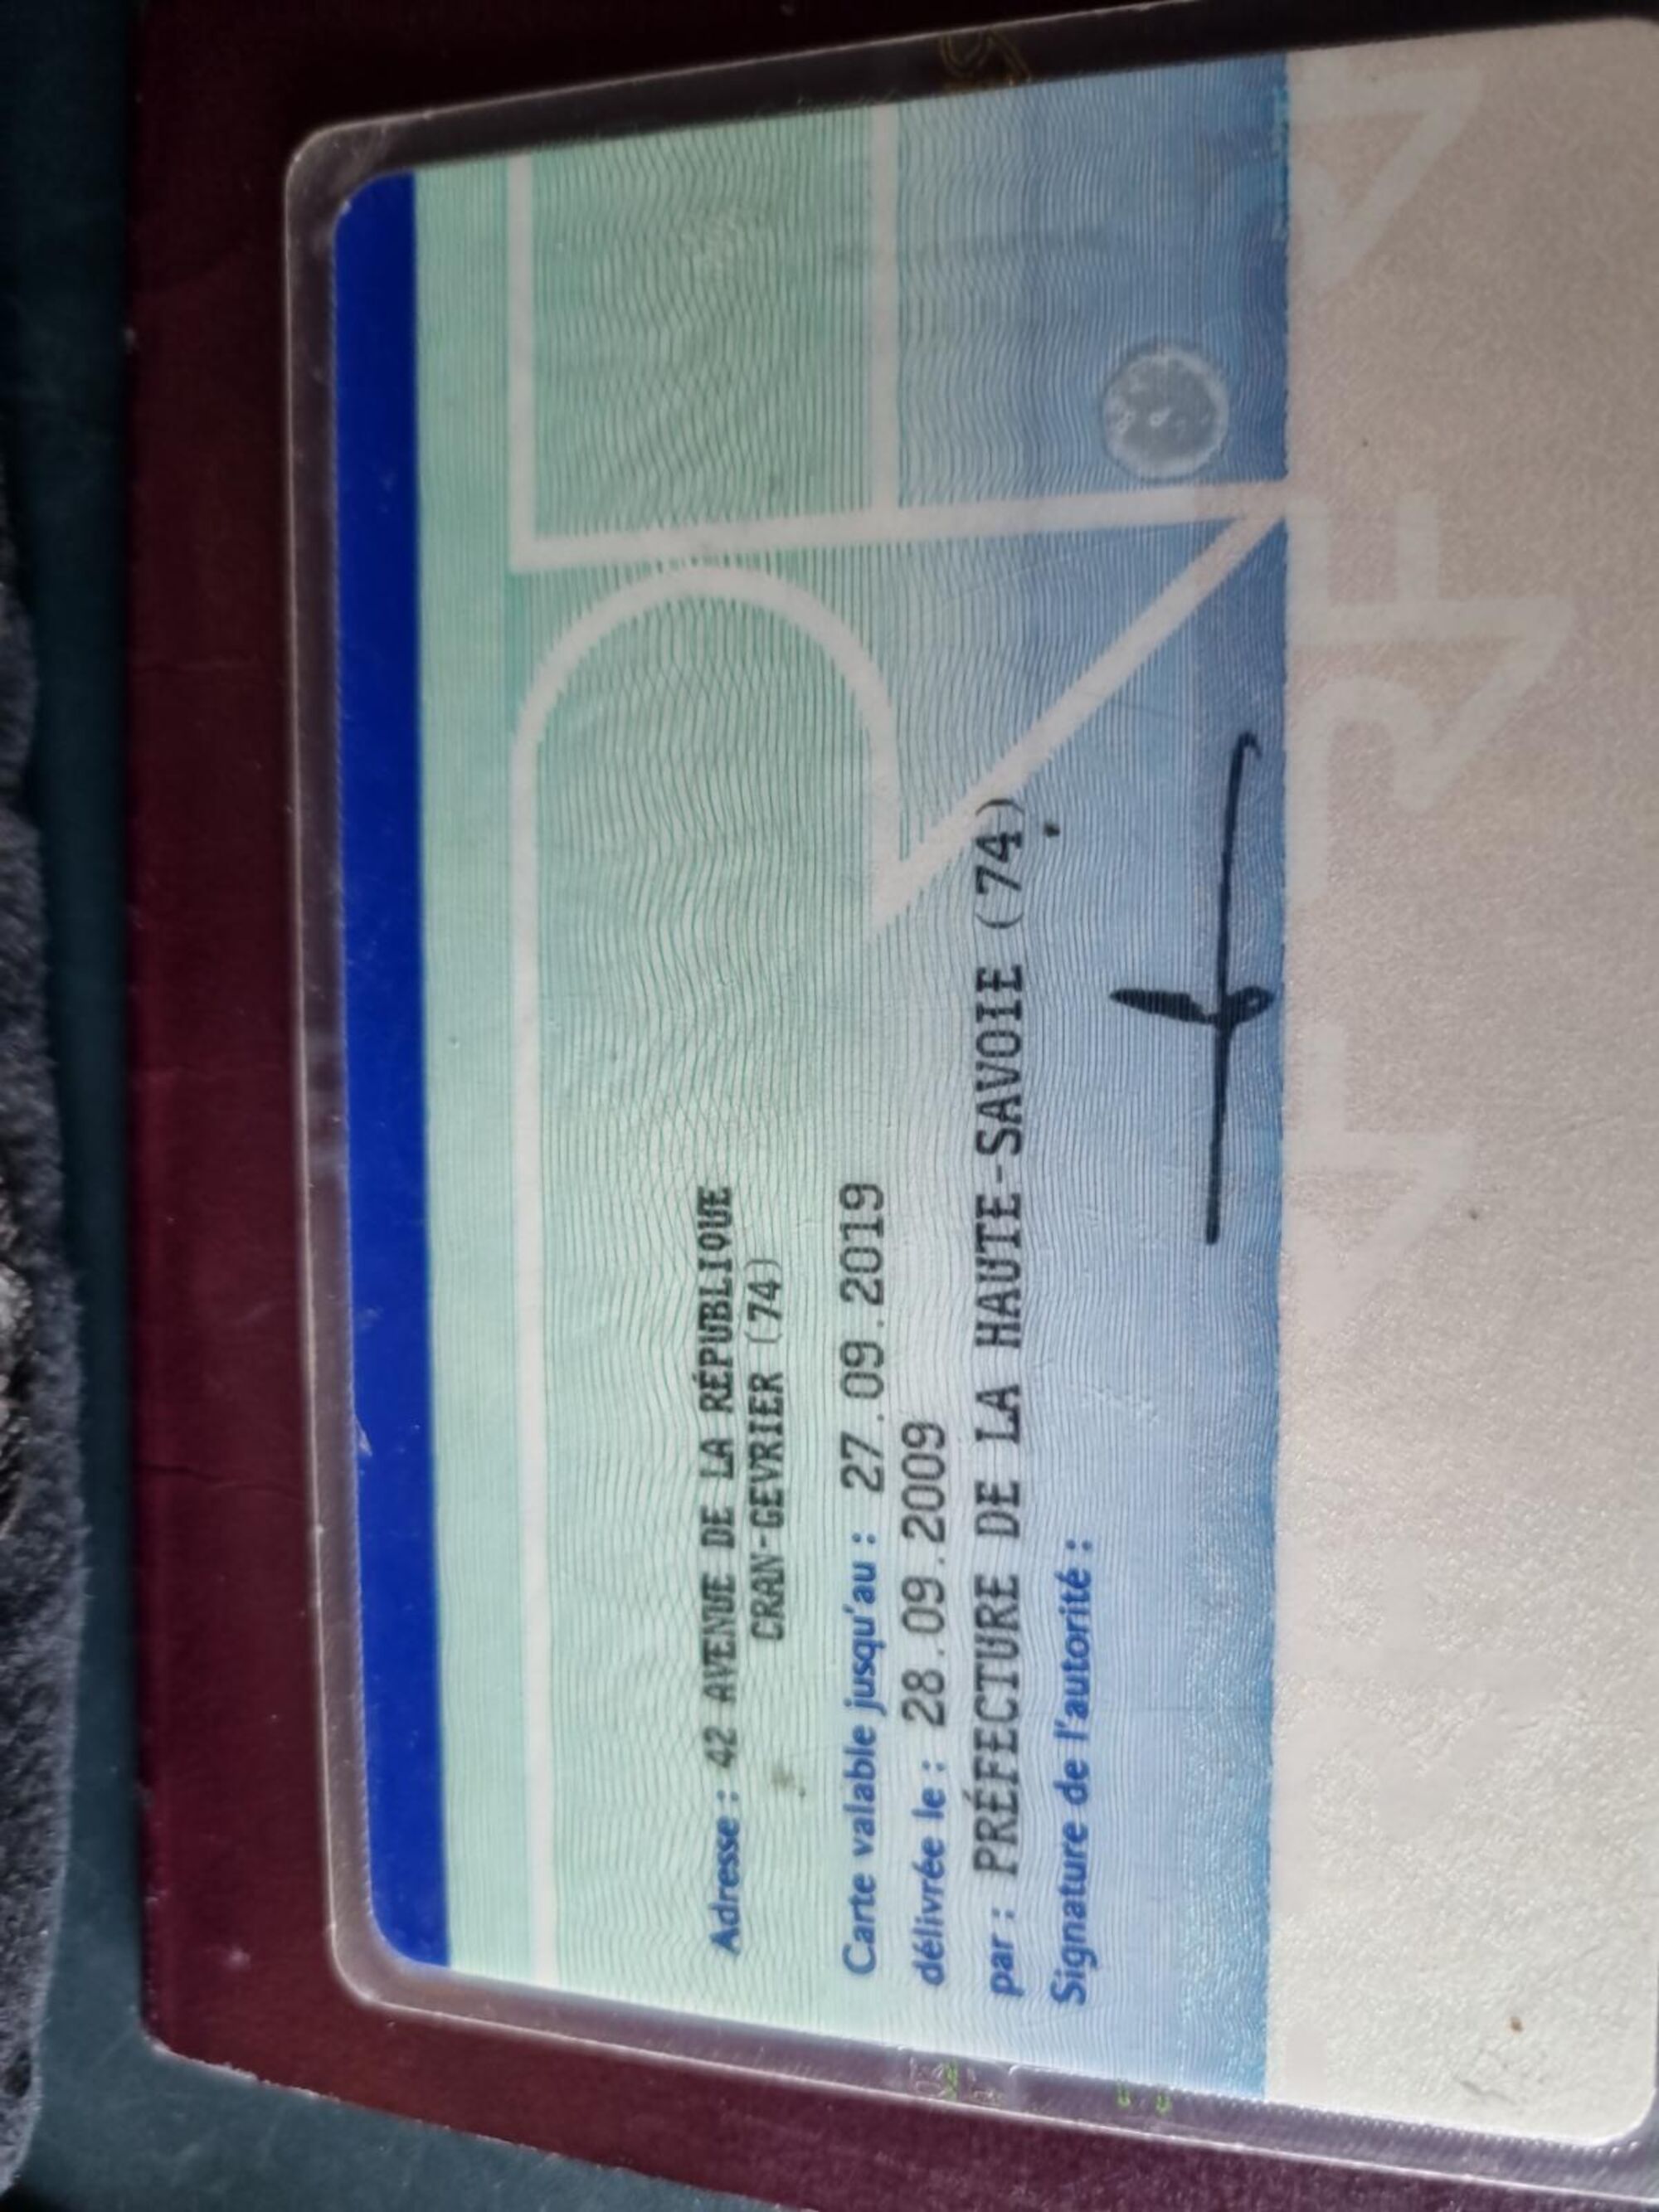 Adresse : 42 AVENUE DE LA RÉPUBLIQUE
CRAN-GEVRIER (74)
Carte valable jusqu'au : 27.09.2019
délivrée le : 28.09.2009
par : PRÉFECTURE DE LA HAUTE-SAVOIE (74)
Signature de l'autorité :